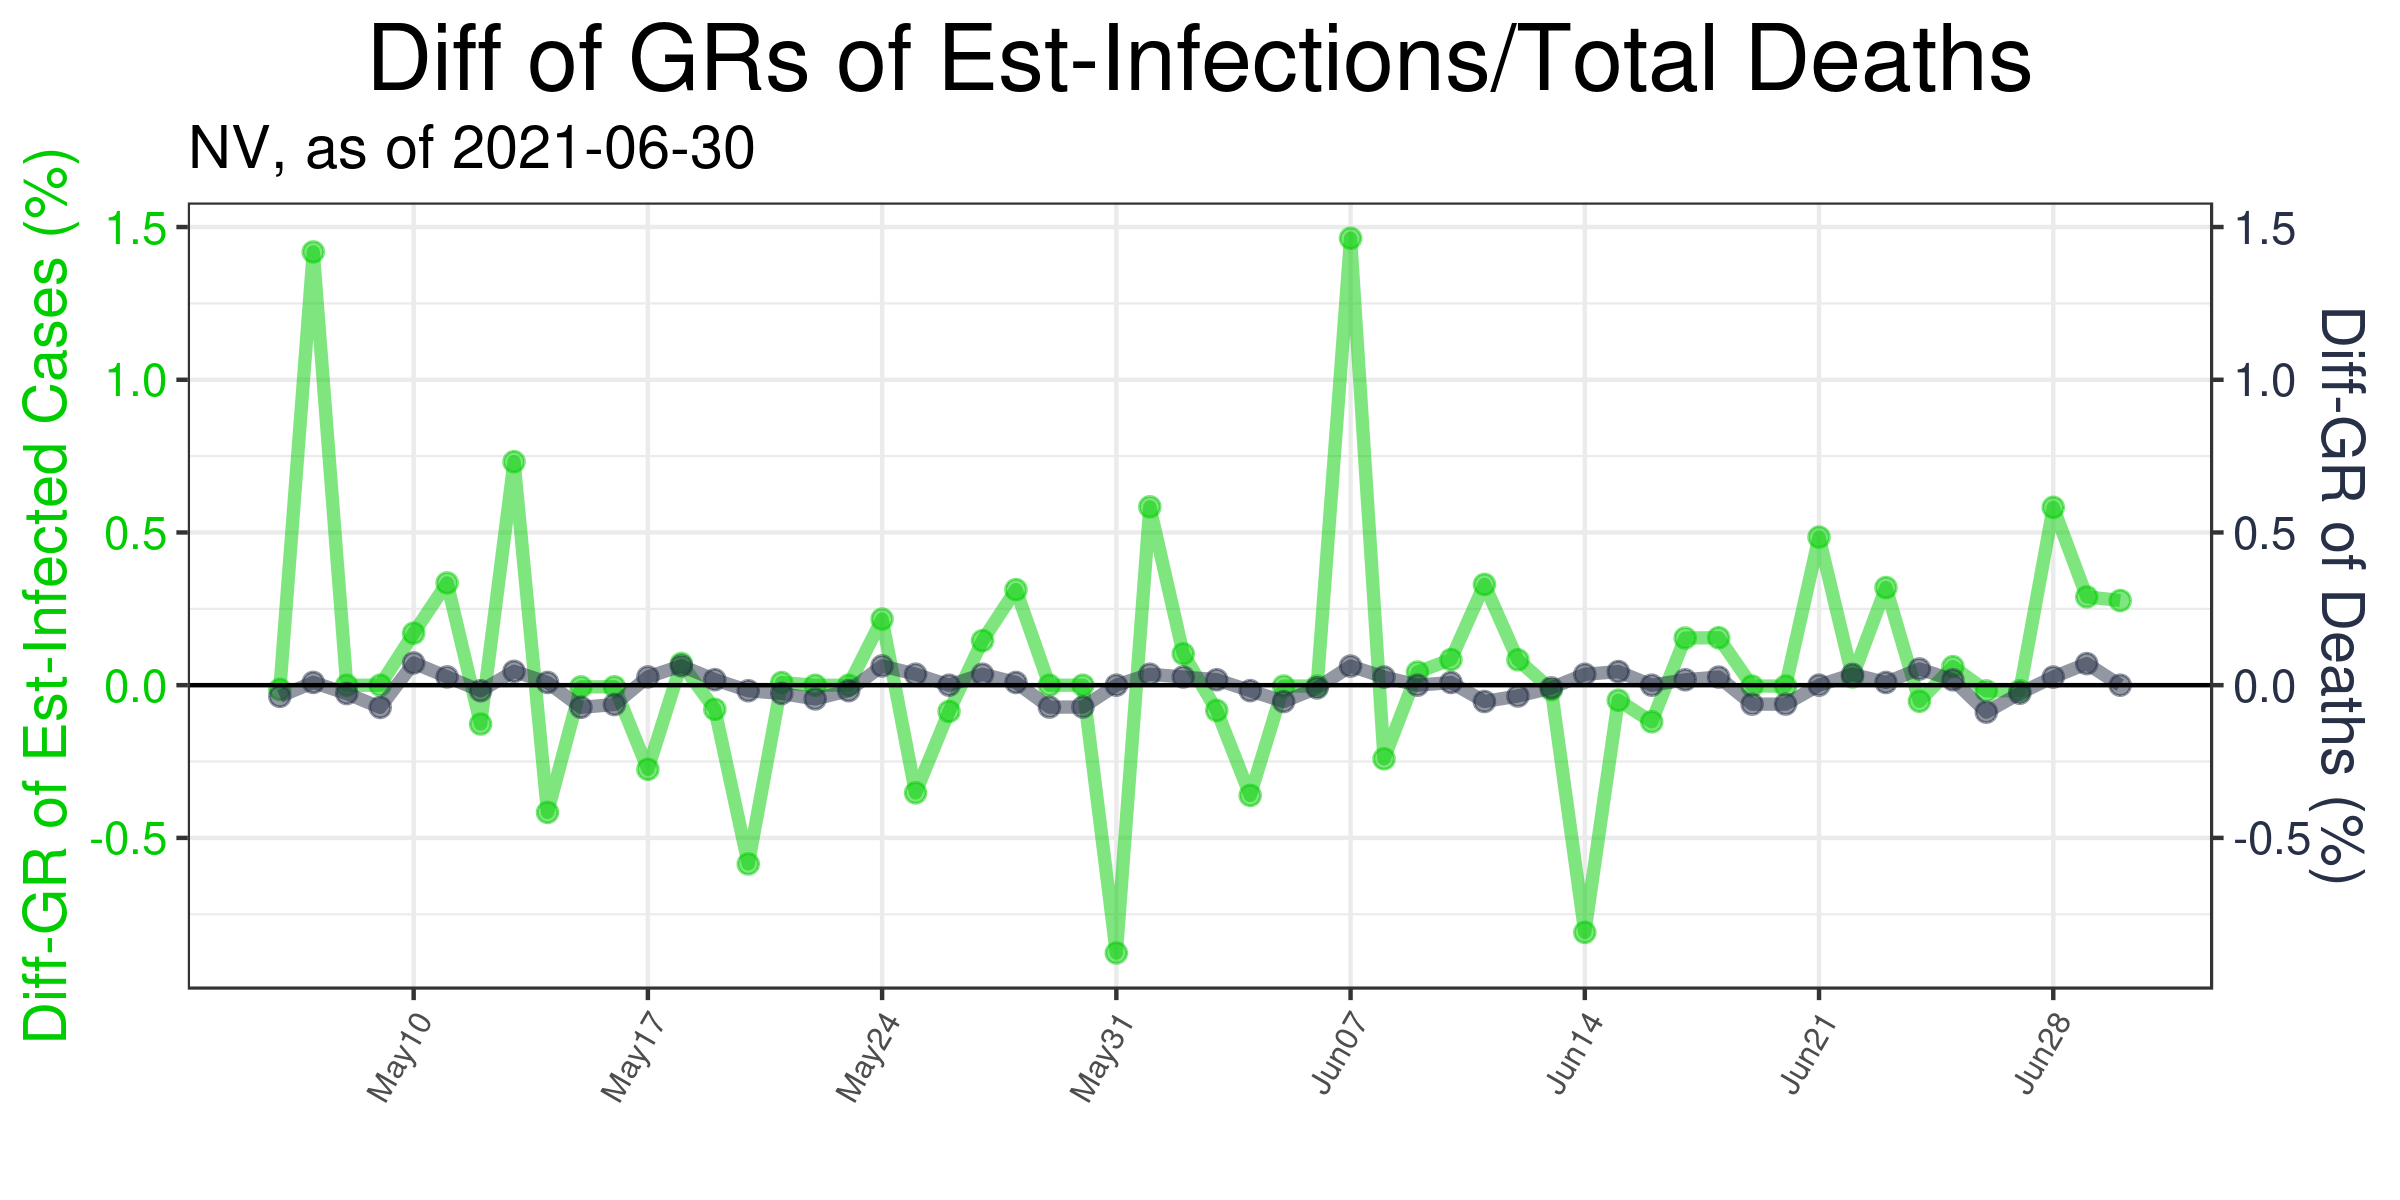 Diff of GRs of Est-Infections/Total Deaths
NV, as of 2021-06-30
Diff-GR of Est-Infected Cases (%)
1.5
1.0
0.5
0.0
-0.5
1.5
1.0
0.5
0.0
-0.5
Diff-GR of Deaths (%)
May10
May17
May24
May31
Jun07
Jun14
Jun21
Jun28